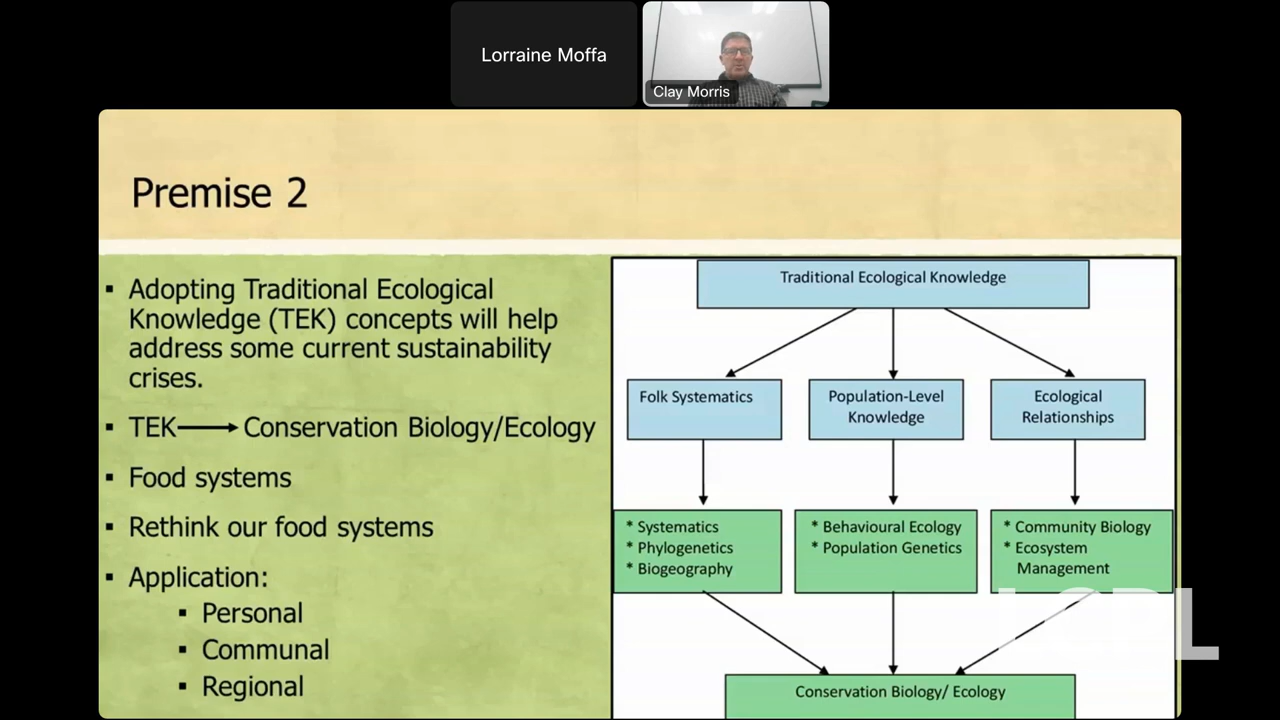 Lorraine Moffa
Clay Morris
Premise 2
▪ Adopting Traditional Ecological
Knowledge (TEK) concepts will help
address some current sustainability
crises.
▪ TEK → Conservation Biology/Ecology
▪ Food systems
▪ Rethink our food systems
▪ Application:
▪ Personal
▪ Communal
▪ Regional
Traditional Ecological Knowledge
Folk Systematics
Population-Level
Knowledge
Ecological
Relationships
* Systematics
* Phylogenetics
* Biogeography
* Behavioural Ecology
* Population Genetics
* Community Biology
* Ecosystem
Management
Conservation Biology/ Ecology